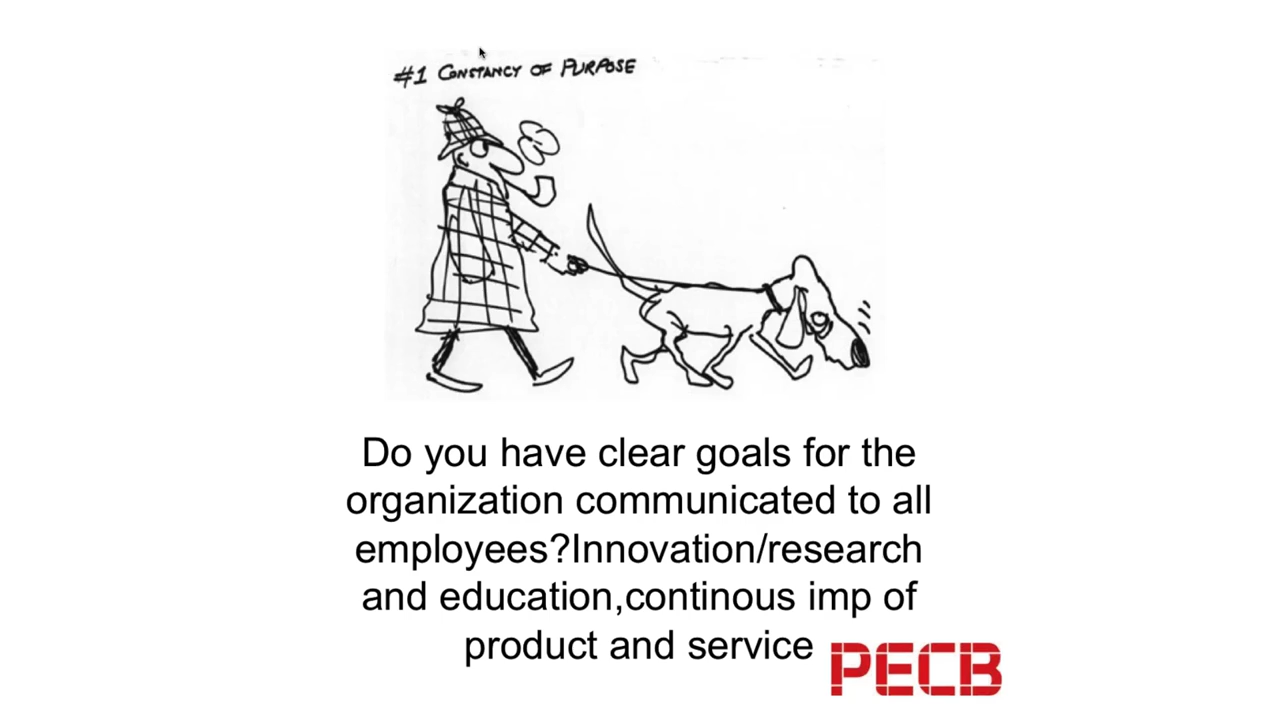 #1 CONSTANCY OF PURPOSE
Do you have clear goals for the
organization communicated to all
employees?Innovation/research
and education,continous imp of
product and service
PECB